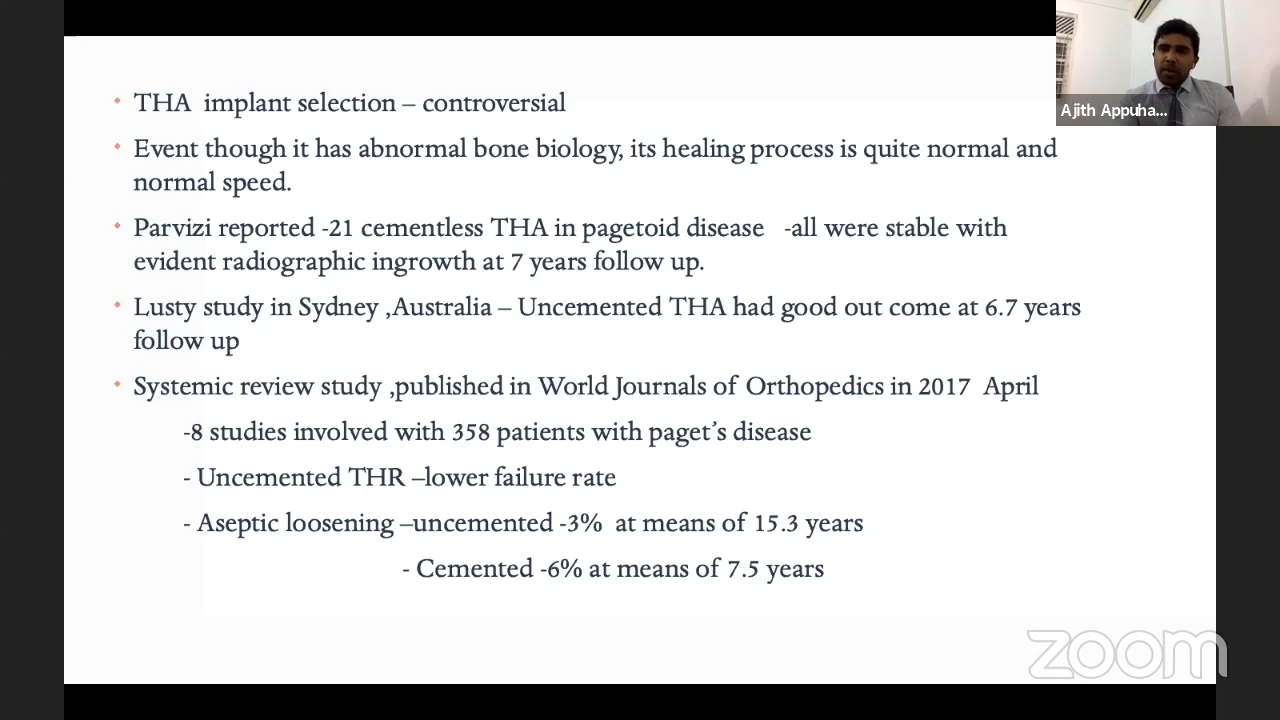 Ajith Appuha...
• THA implant selection – controversial
• Event though it has abnormal bone biology, its healing process is quite normal and
normal speed.
• Parvizi reported -21 cementless THA in pagetoid disease -all were stable with
evident radiographic ingrowth at 7 years follow up.
• Lusty study in Sydney ,Australia – Uncemented THA had good out come at 6.7 years
follow up
• Systemic review study ,published in World Journals of Orthopedics in 2017 April
-8 studies involved with 358 patients with paget’s disease
- Uncemented THR –lower failure rate
- Aseptic loosening –uncemented -3% at means of 15.3 years
- Cemented -6% at means of 7.5 years
zoom